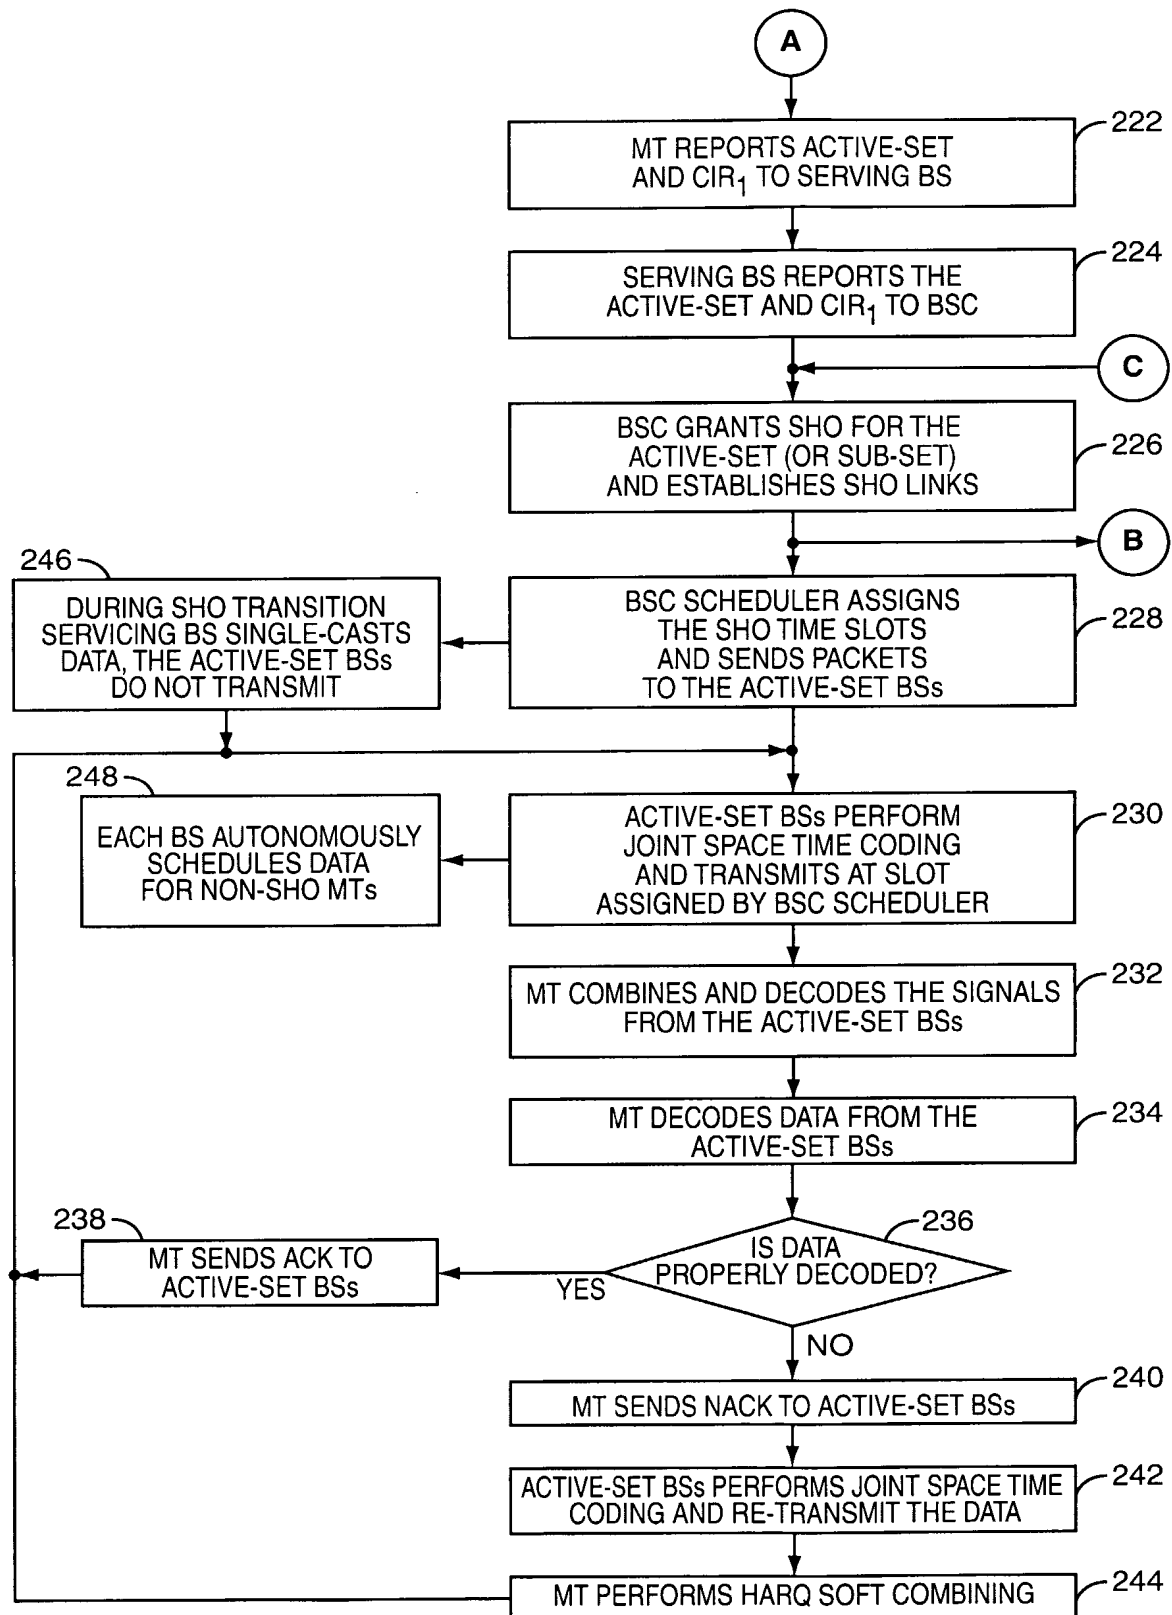 A
222
MT REPORTS ACTIVE-SET
AND CIR1 TO SERVING BS
224
SERVING BS REPORTS THE
ACTIVE-SET AND CIR1 TO BSC
C
BSC GRANTS SHO FOR THE
ACTIVE-SET (OR SUB-SET)
AND ESTABLISHES SHO LINKS
226
B
246
DURING SHO TRANSITION
SERVICING BS SINGLE-CASTS
DATA, THE ACTIVE-SET BSs
DO NOT TRANSMIT
BSC SCHEDULER ASSIGNS
THE SHO TIME SLOTS
AND SENDS PACKETS
TO THE ACTIVE-SET BSs
228
248
EACH BS AUTONOMOUSLY
SCHEDULES DATA
FOR NON-SHO MTs
ACTIVE-SET BSs PERFORM
JOINT SPACE TIME CODING
AND TRANSMITS AT SLOT
ASSIGNED BY BSC SCHEDULER
230
232
MT COMBINES AND DECODES THE SIGNALS
FROM THE ACTIVE-SET BSs
234
MT DECODES DATA FROM THE
ACTIVE-SET BSs
236
IS DATA
PROPERLY DECODED?
YES
238
MT SENDS ACK TO
ACTIVE-SET BSs
NO
240
MT SENDS NACK TO ACTIVE-SET BSs
242
ACTIVE-SET BSs PERFORMS JOINT SPACE TIME
CODING AND RE-TRANSMIT THE DATA
244
MT PERFORMS HARQ SOFT COMBINING